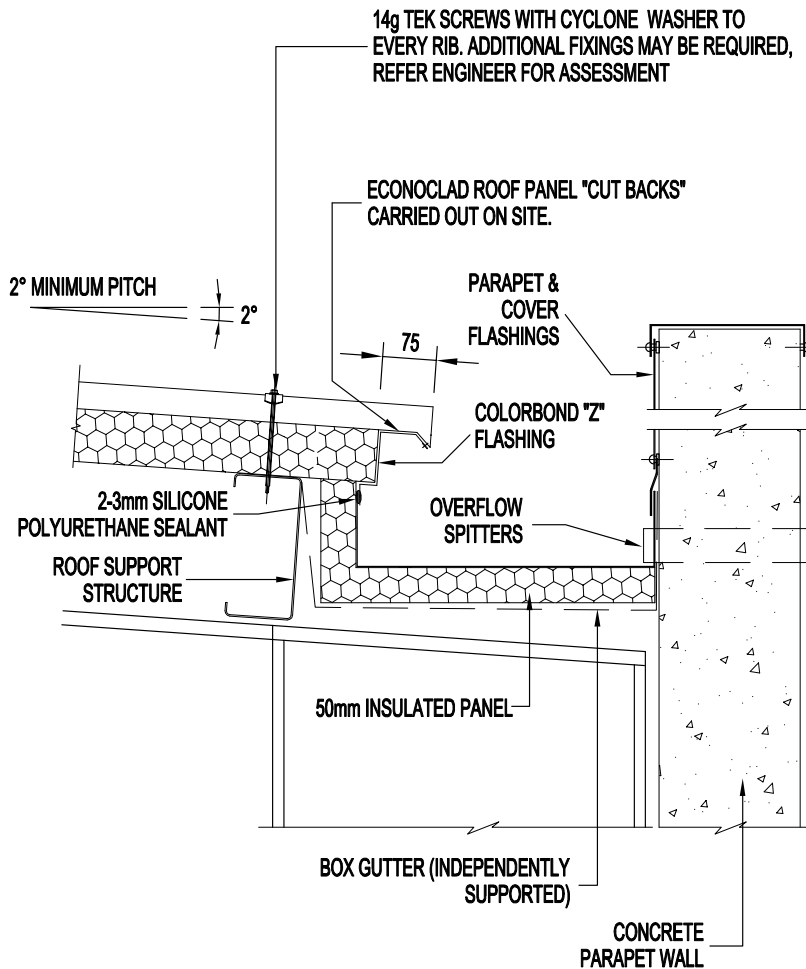 14g TEK SCREWS WITH CYCLONE WASHER TO
EVERY RIB. ADDITIONAL FIXINGS MAY BE REQUIRED,
REFER ENGINEER FOR ASSESSMENT
ECONOCLAD ROOF PANEL "CUT BACKS"
CARRIED OUT ON SITE.
2° MINIMUM PITCH
2°
PARAPET &
COVER
FLASHINGS
75
COLORBOND "Z"
FLASHING
2-3mm SILICONE
POLYURETHANE SEALANT
OVERFLOW
SPITTERS
ROOF SUPPORT
STRUCTURE
50mm INSULATED PANEL
BOX GUTTER (INDEPENDENTLY
SUPPORTED)
CONCRETE
PARAPET WALL